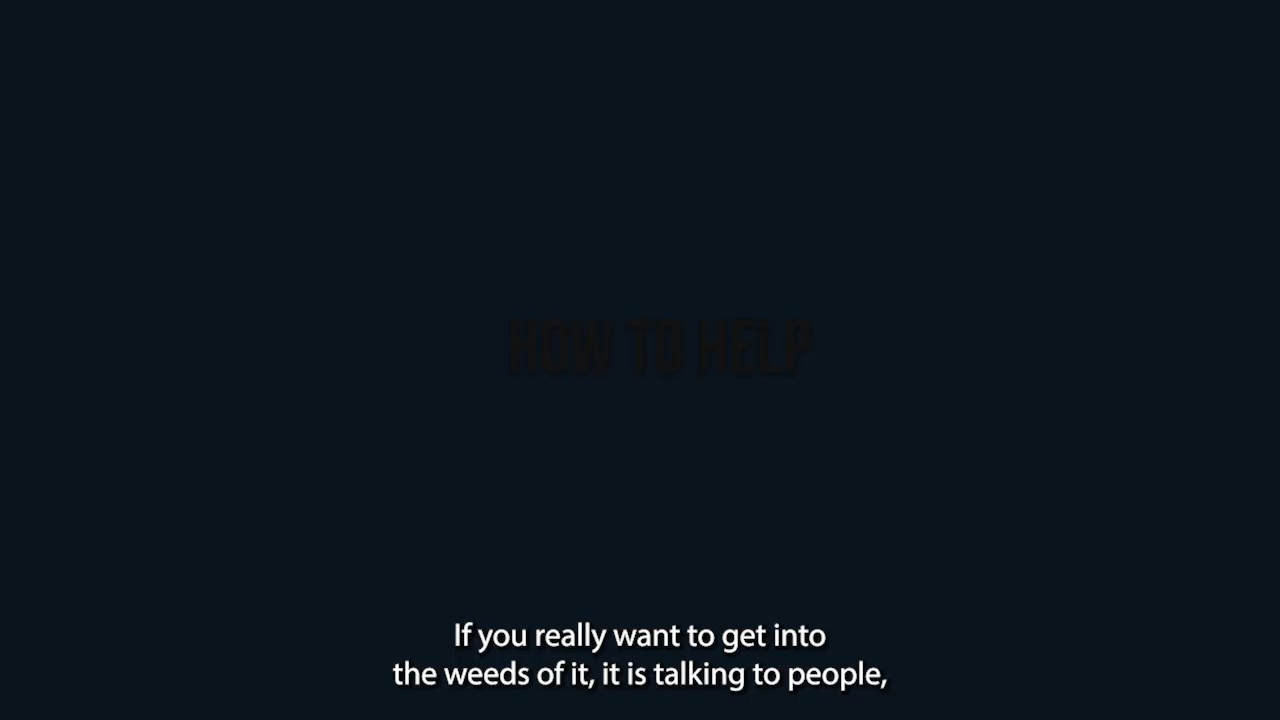 HOW TO HELP
If you really want to get into
the weeds of it, it is talking to people,